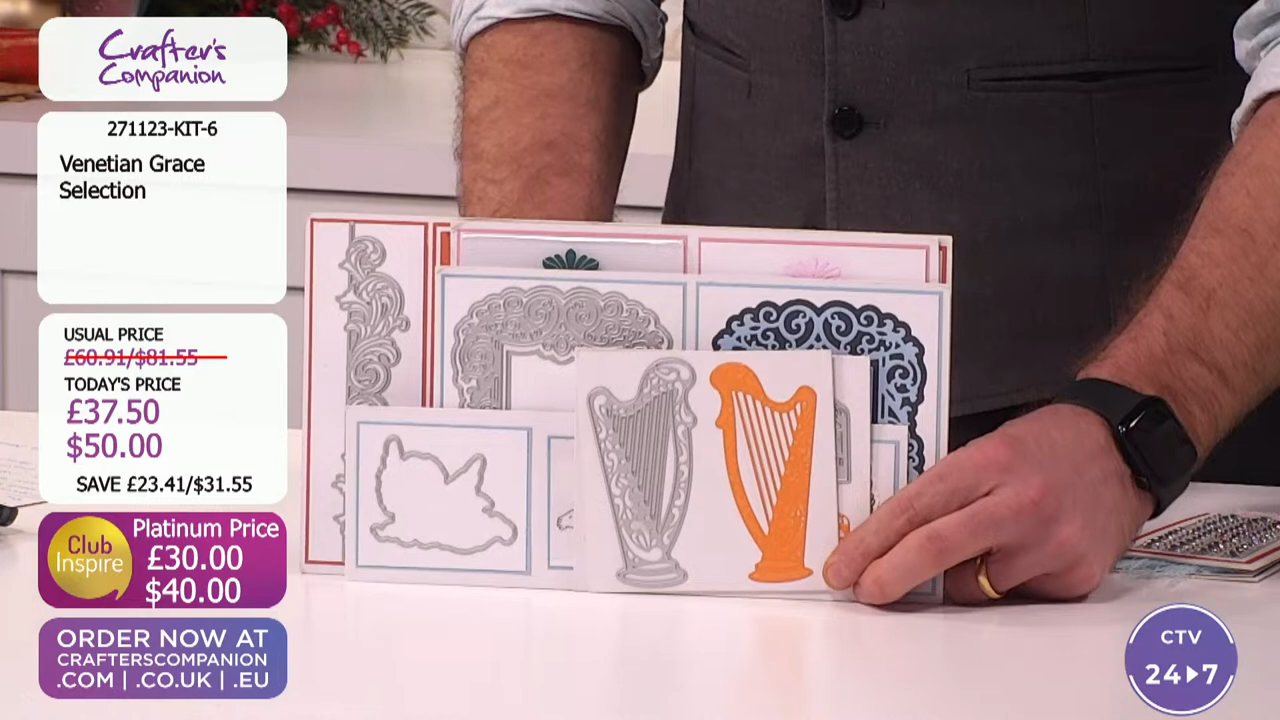 Crafter's
Companion
271123-KIT-6
Venetian Grace
Selection
USUAL PRICE
£60.91/$81.55
TODAY'S PRICE
£37.50
$50.00
SAVE £23.41/$31.55
Club
Inspire
Platinum Price
£30.00
$40.00
ORDER NOW AT
CRAFTERSCOMPANION
.COM | .CO.UK | .EU
CTV
24▶7